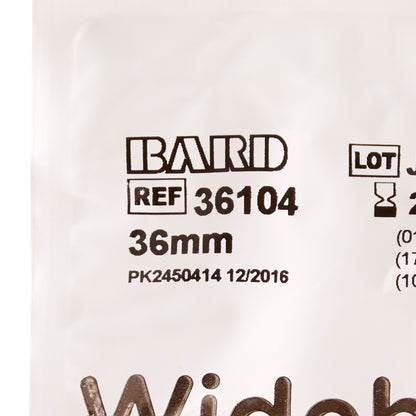 BARD
REF 36104
36mm
PK2450414 12/2016
LOT
(01
(17
(10